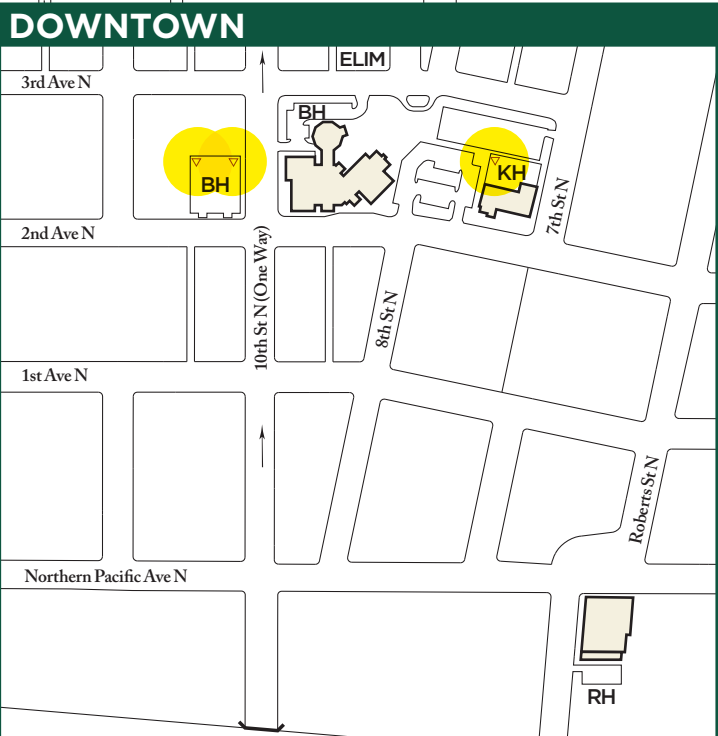 DOWNTOWN
ELIM
3rd Ave N
BH
BH
KH
7th St N
2nd Ave N
10th St N (One Way)
8th St N
1st Ave N
Roberts St N
Northern Pacific Ave N
RH